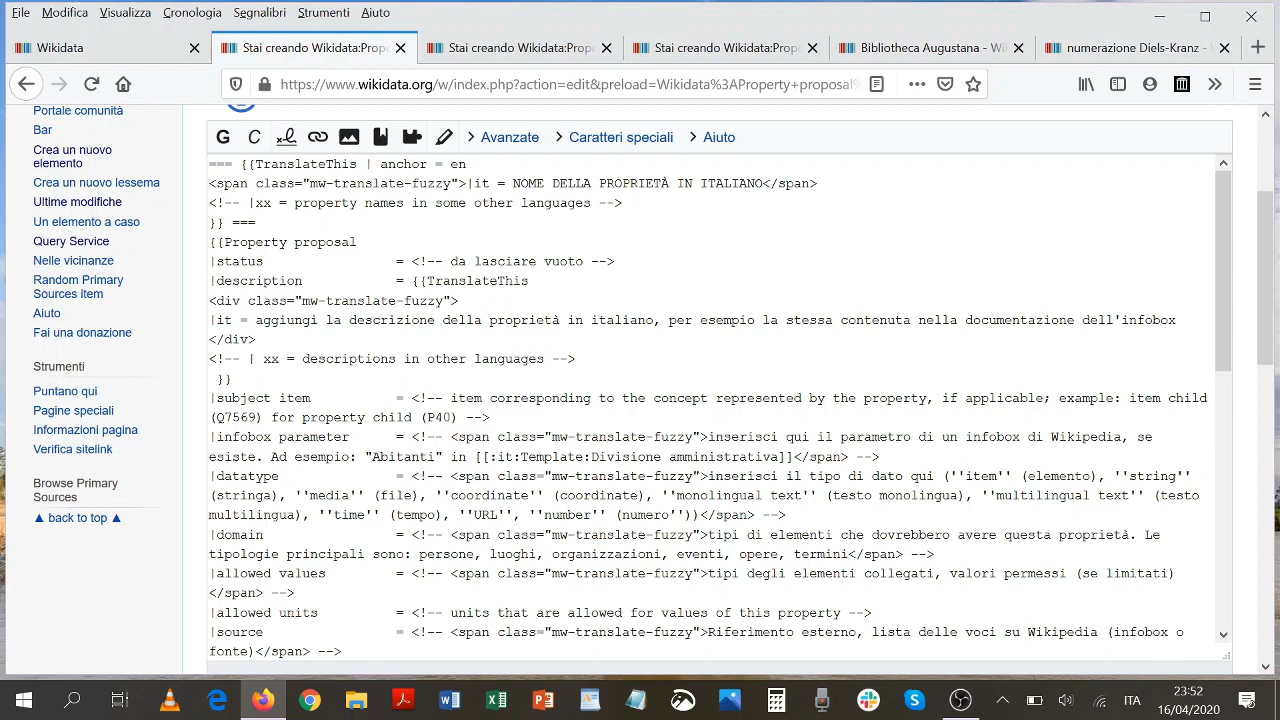 File Modifica Visualizza Cronologia Segnalibri Strumenti Aiuto
Wikidata
Stai creando Wikidata:Prope
Stai creando Wikidata:Prope
Stai creando Wikidata:Prope
Bibliotheca Augustana - Wi
numerazione Diels-Kranz -
https://www.wikidata.org/w/index.php?action=edit&preload=Wikidata%3AProperty+proposal%
Portale comunità
Bar
Crea un nuovo
elemento
Crea un nuovo lessema
Ultime modifiche
Un elemento a caso
Query Service
Nelle vicinanze
Random Primary
Sources item
Aiuto
Fai una donazione
Strumenti
Puntano qui
Pagine speciali
Informazioni pagina
Verifica sitelink
Browse Primary
Sources
▲ back to top ▲
G C Avanzate Caratteri speciali Aiuto
=== {{TranslateThis | anchor = en
<span class="mw-translate-fuzzy">|it = NOME DELLA PROPRIETÀ IN ITALIANO</span>
<!-- |xx = property names in some other languages -->
}} ===
{{Property proposal
|status = <!-- da lasciare vuoto -->
|description = {{TranslateThis
<div class="mw-translate-fuzzy">
|it = aggiungi la descrizione della proprietà in italiano, per esempio la stessa contenuta nella documentazione dell'infobox
</div>
<!-- | xx = descriptions in other languages -->
}}
|subject item = <!-- item corresponding to the concept represented by the property, if applicable; example: item child
(Q7569) for property child (P40) -->
|infobox parameter = <!-- <span class="mw-translate-fuzzy">inserisci qui il parametro di un infobox di Wikipedia, se
esiste. Ad esempio: "Abitanti" in [[:it:Template:Divisione amministrativa]]</span> -->
|datatype = <!-- <span class="mw-translate-fuzzy">inserisci il tipo di dato qui (''item'' (elemento), ''string''
(stringa), ''media'' (file), ''coordinate'' (coordinate), ''monolingual text'' (testo monolingua), ''multilingual text'' (testo
multilingua), ''time'' (tempo), ''URL'', ''number'' (numero''))</span> -->
|domain = <!-- <span class="mw-translate-fuzzy">tipi di elementi che dovrebbero avere questa proprietà. Le
tipologie principali sono: persone, luoghi, organizzazioni, eventi, opere, termini</span> -->
|allowed values = <!-- <span class="mw-translate-fuzzy">tipi degli elementi collegati, valori permessi (se limitati)
</span> -->
|allowed units = <!-- units that are allowed for values of this property -->
|source = <!-- <span class="mw-translate-fuzzy">Riferimento esterno, lista delle voci su Wikipedia (infobox o
fonte)</span> -->
ITA
23:52
16/04/2020